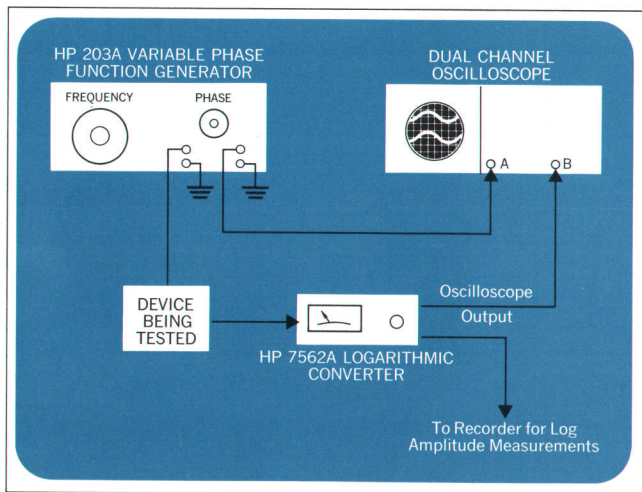 HP 203A VARIABLE PHASE
FUNCTION GENERATOR
FREQUENCY
PHASE
DUAL CHANNEL
OSCILLOSCOPE
A
B
DEVICE
BEING
TESTED
Oscilloscope
Output
HP 7562A LOGARITHMIC
CONVERTER
To Recorder for Log
Amplitude Measurements